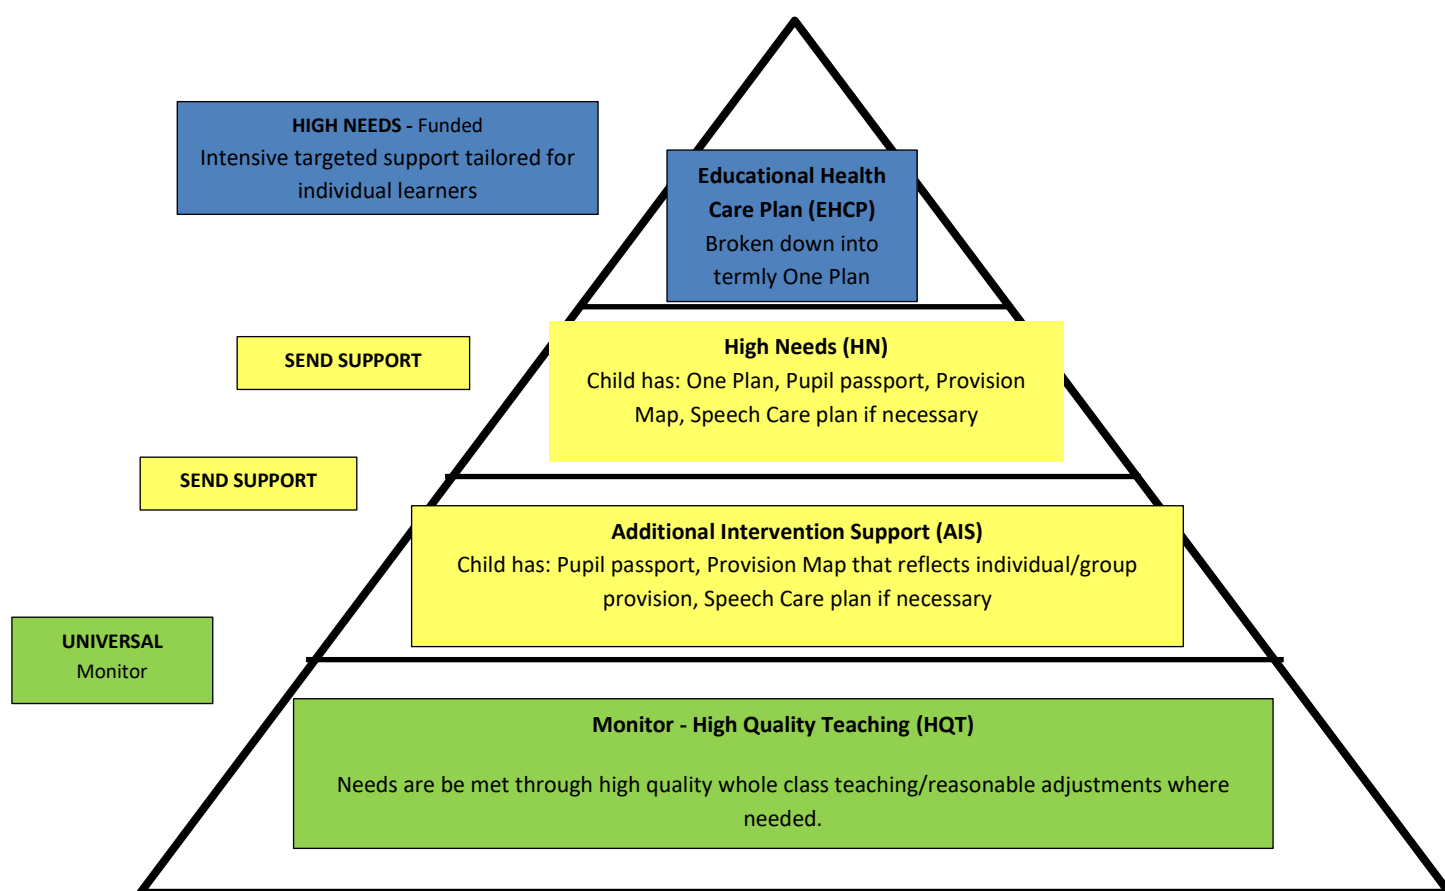 HIGH NEEDS - Funded
Intensive targeted support tailored for
individual learners
Educational Health
Care Plan (EHCP)
Broken down into
termly One Plan
SEND SUPPORT
High Needs (HN)
Child has: One Plan, Pupil passport, Provision
Map, Speech Care plan if necessary
SEND SUPPORT
Additional Intervention Support (AIS)
Child has: Pupil passport, Provision Map that reflects individual/group
provision, Speech Care plan if necessary
UNIVERSAL
Monitor
Monitor - High Quality Teaching (HQT)
Needs are be met through high quality whole class teaching/reasonable adjustments where
needed.